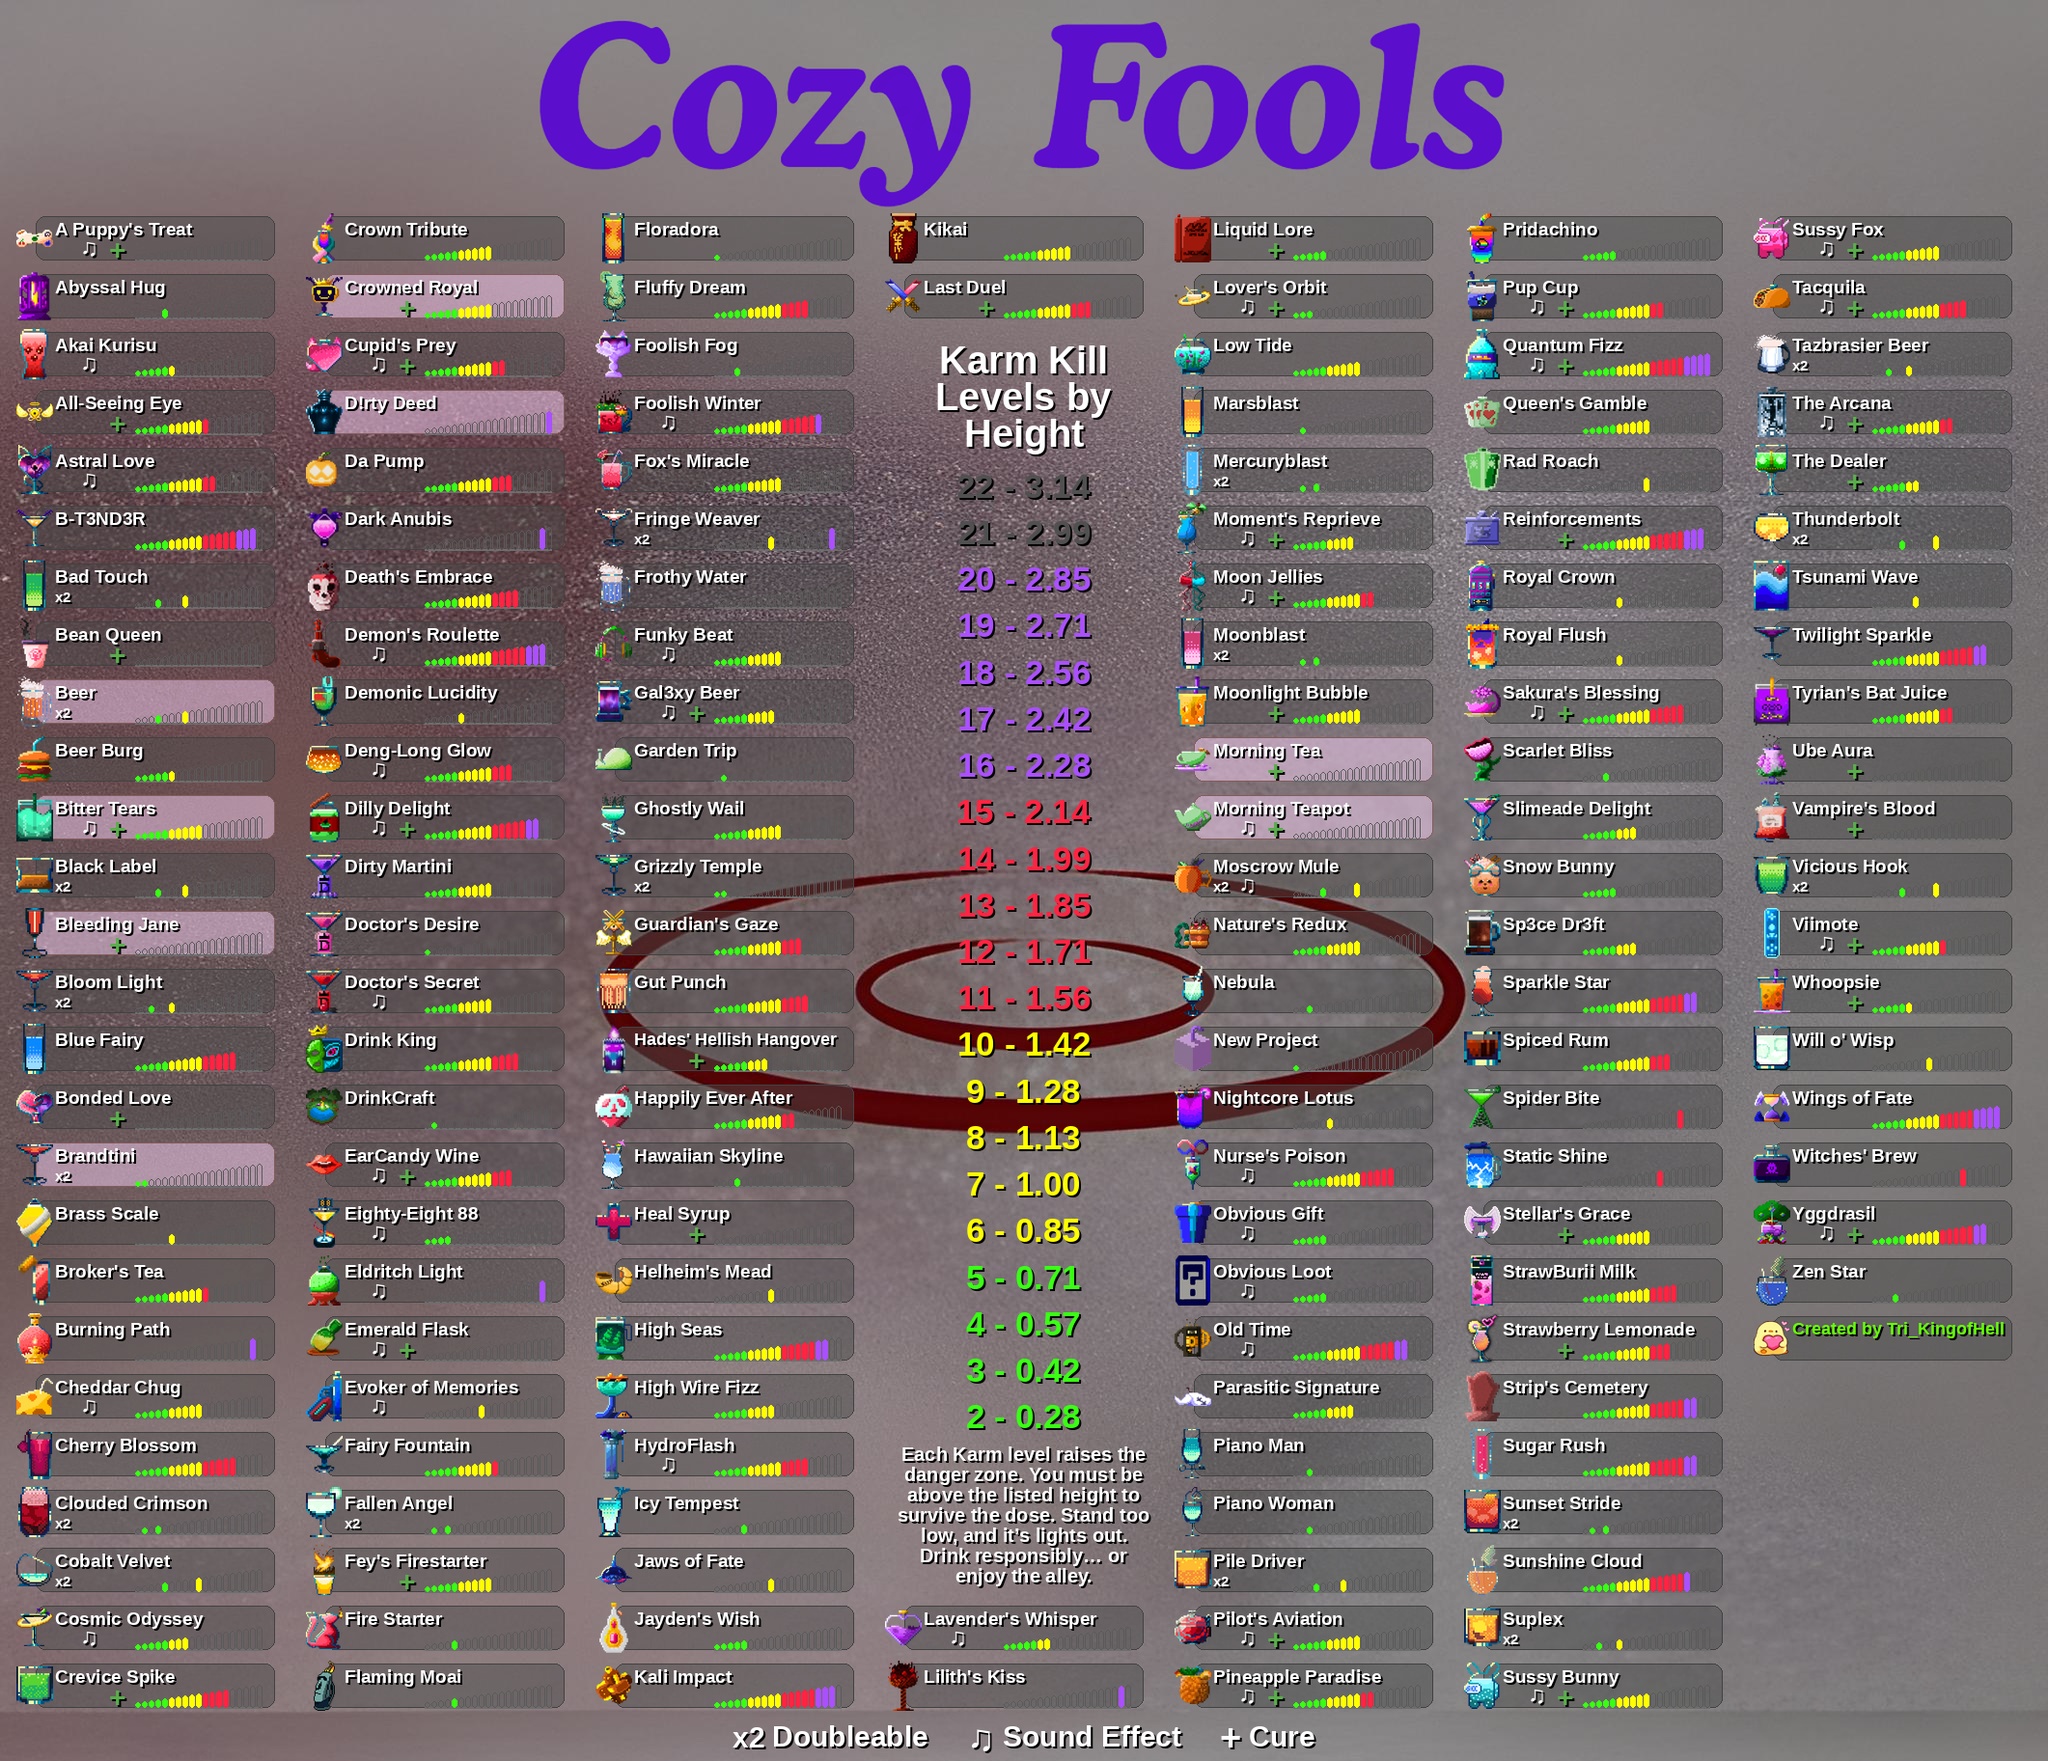 Cozy Fools
A Puppy's Treat
♫ +
Abyssal Hug
Akai Kurisu
♫
All-Seeing Eye
+
Astral Love
♫
B-T3ND3R
Bad Touch
x2
Bean Queen
+
Beer
x2
Beer Burg
Bitter Tears
♫ +
Black Label
x2
Bleeding Jane
+
Bloom Light
x2
Blue Fairy
Bonded Love
+
Brandtini
x2
Brass Scale
Broker's Tea
Burning Path
Cheddar Chug
♫
Cherry Blossom
Clouded Crimson
x2
Cobalt Velvet
x2
Cosmic Odyssey
♫
Crevice Spike
+
Crown Tribute
Crowned Royal
+
Cupid's Prey
♫ +
D!rty Deed
Da Pump
Dark Anubis
Death's Embrace
Demon's Roulette
♫
Demonic Lucidity
Deng-Long Glow
♫
Dilly Delight
♫ +
Dirty Martini
Doctor's Desire
Doctor's Secret
♫
Drink King
DrinkCraft
EarCandy Wine
♫ +
Eighty-Eight 88
♫
Eldritch Light
♫
Emerald Flask
♫ +
Evoker of Memories
♫
Fairy Fountain
Fallen Angel
x2
Fey's Firestarter
+
Fire Starter
Flaming Moai
Floradora
Fluffy Dream
Foolish Fog
Foolish Winter
♫
Fox's Miracle
Fringe Weaver
x2
Frothy Water
Funky Beat
♫
Gal3xy Beer
♫ +
Garden Trip
Ghostly Wail
Grizzly Temple
x2
Guardian's Gaze
Gut Punch
Hades' Hellish Hangover
+
Happily Ever After
Hawaiian Skyline
Heal Syrup
+
Helheim's Mead
High Seas
High Wire Fizz
HydroFlash
♫
Icy Tempest
Jaws of Fate
Jayden's Wish
Kali Impact
Kikai
Last Duel
+
Karm Kill
Levels by
Height
22 - 3.14
21 - 2.99
20 - 2.85
19 - 2.71
18 - 2.56
17 - 2.42
16 - 2.28
15 - 2.14
14 - 1.99
13 - 1.85
12 - 1.71
11 - 1.56
10 - 1.42
9 - 1.28
8 - 1.13
7 - 1.00
6 - 0.85
5 - 0.71
4 - 0.57
3 - 0.42
2 - 0.28
Each Karm level raises the
danger zone. You must be
above the listed height to
survive the dose. Stand too
low, and it's lights out.
Drink responsibly... or
enjoy the alley.
Lavender's Whisper
♫
Lilith's Kiss
Liquid Lore
+
Lover's Orbit
♫ +
Low Tide
Marsblast
Mercuryblast
x2
Moment's Reprieve
♫ +
Moon Jellies
♫ +
Moonblast
x2
Moonlight Bubble
+
Morning Tea
+
Morning Teapot
♫ +
Moscrow Mule
x2 ♫
Nature's Redux
Nebula
New Project
Nightcore Lotus
Nurse's Poison
♫
Obvious Gift
♫
Obvious Loot
♫
Old Time
♫
Parasitic Signature
Piano Man
Piano Woman
Pile Driver
x2
Pilot's Aviation
♫ +
Pineapple Paradise
♫ +
Pridachino
Pup Cup
♫ +
Quantum Fizz
♫ +
Queen's Gamble
Rad Roach
Reinforcements
+
Royal Crown
Royal Flush
Sakura's Blessing
♫ +
Scarlet Bliss
Slimeade Delight
Snow Bunny
Sp3ce Dr3ft
Sparkle Star
Spiced Rum
Spider Bite
Static Shine
Stellar's Grace
+
StrawBurii Milk
Strawberry Lemonade
+
Strip's Cemetery
Sugar Rush
Sunset Stride
x2
Sunshine Cloud
Suplex
x2
Sussy Bunny
♫ +
Sussy Fox
♫ +
Tacquila
♫ +
Tazbrasier Beer
x2
The Arcana
♫ +
The Dealer
+
Thunderbolt
x2
Tsunami Wave
Twilight Sparkle
Tyrian's Bat Juice
Ube Aura
+
Vampire's Blood
+
Vicious Hook
x2
Viimote
♫ +
Whoopsie
+
Will o' Wisp
Wings of Fate
Witches' Brew
Yggdrasil
♫ +
Zen Star
Created by Tri_KingofHell
x2 Doubleable ♫ Sound Effect + Cure